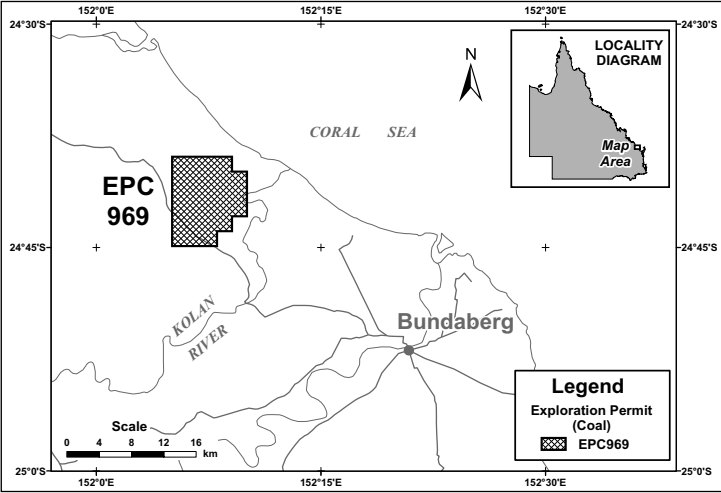 152°0'E
152°15'E
152°30'E
24°30'S
24°30'S
N
LOCALITY
DIAGRAM
Map
Area
CORAL SEA
EPC
969
24°45'S
24°45'S
KOLAN
RIVER
Bundaberg
Legend
Exploration Permit
(Coal)
EPC969
Scale
0 4 8 12 16
km
25°0'S
25°0'S
152°0'E
152°15'E
152°30'E